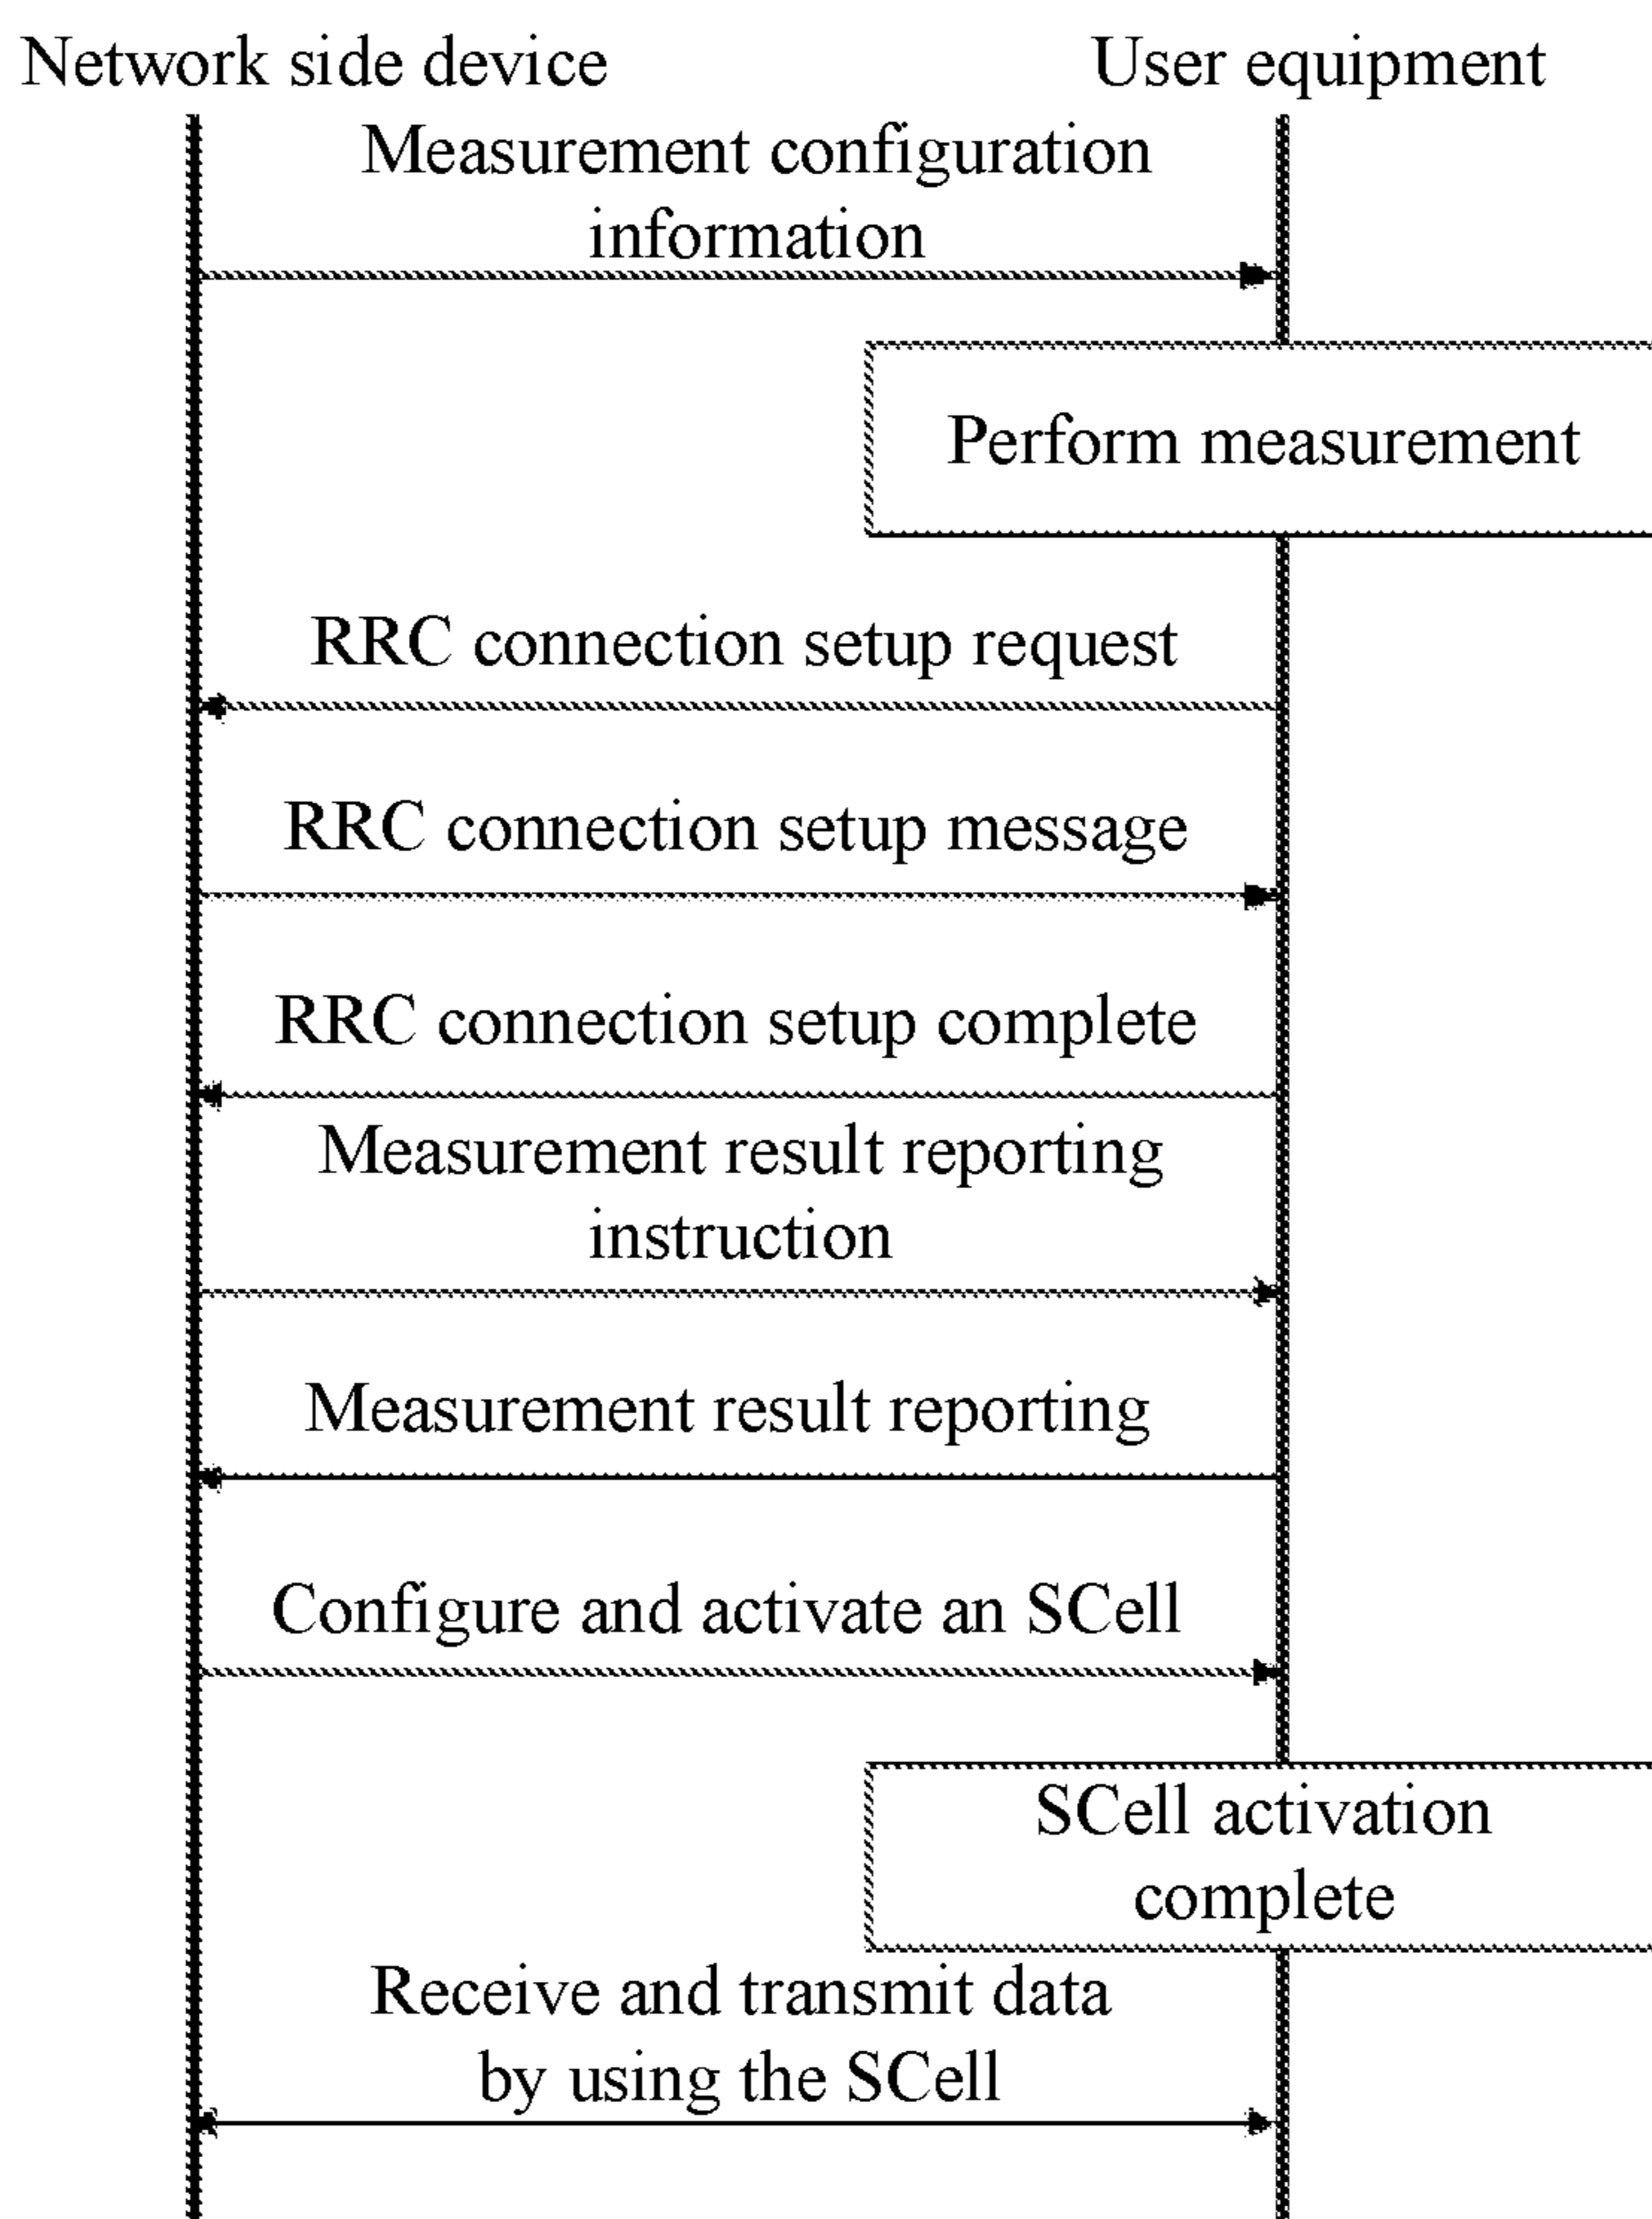 Network side device
User equipment
Measurement configuration
information
Perform measurement
RRC connection setup request
RRC connection setup message
RRC connection setup complete
Measurement result reporting
instruction
Measurement result reporting
Configure and activate an SCell
SCell activation
complete
Receive and transmit data
by using the SCell